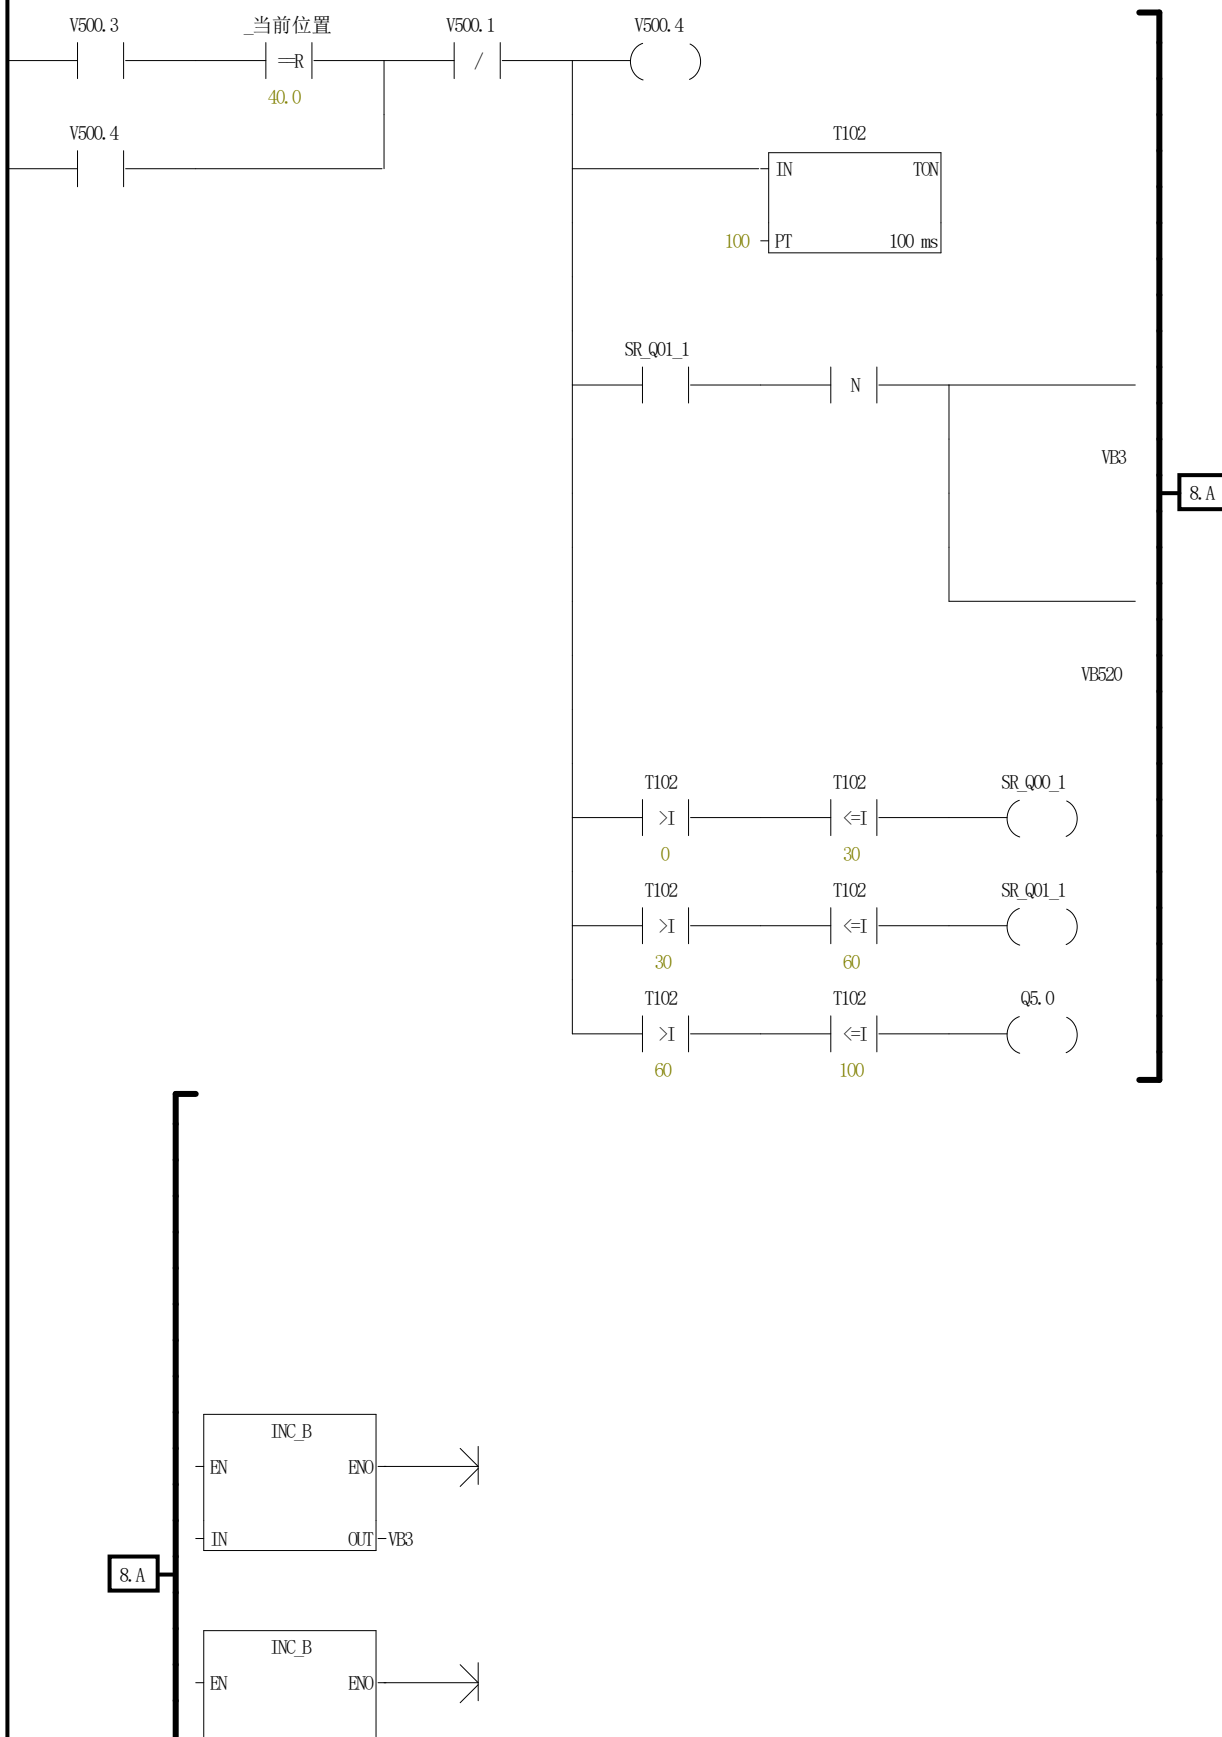 V500.3 _当前位置 V500.1 V500.4
=R /
40.0
V500.4 T102
IN TON
100 PT 100 ms
SR_Q01_1
N
VB3
8.A
VB520
T102 T102 SR_Q00_1
>I <=I
0 30
T102 T102 SR_Q01_1
>I <=I
30 60
T102 T102 Q5.0
>I <=I
60 100
INC_B
EN ENO
IN OUT VB3
8.A
INC_B
EN ENO